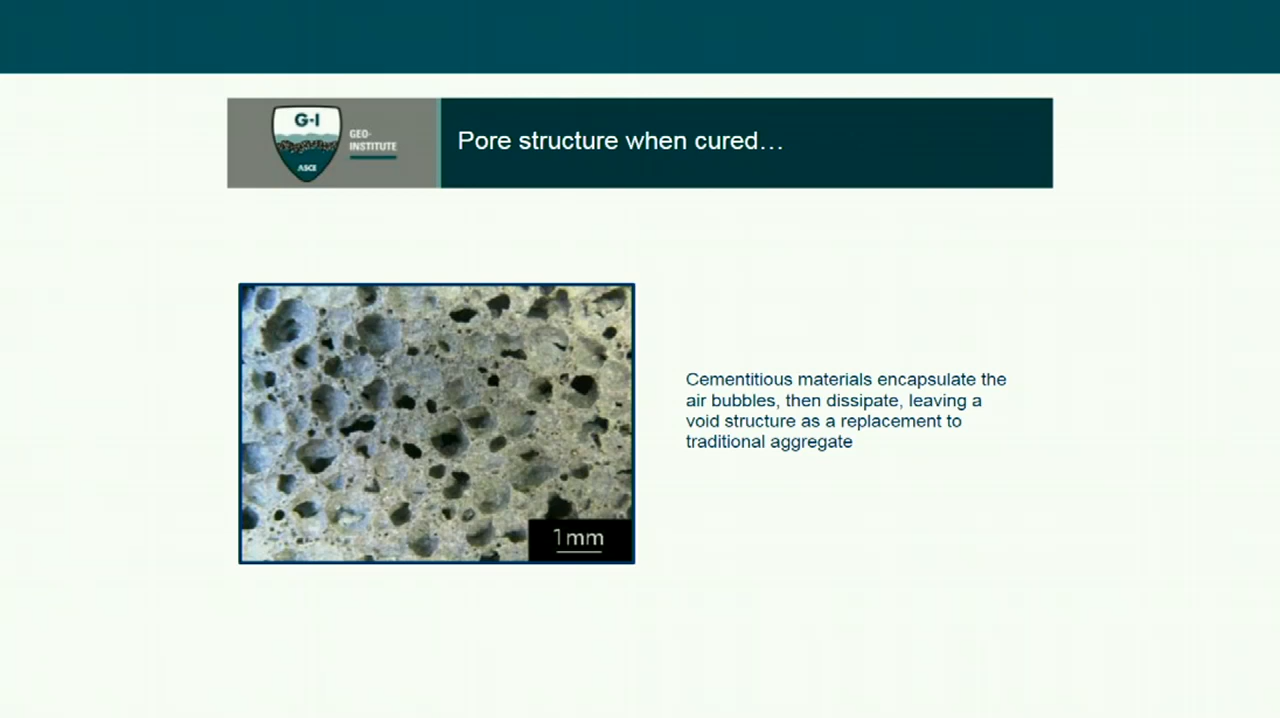 G-I
GEO-
INSTITUTE
ASCE
Pore structure when cured…
Cementitious materials encapsulate the
air bubbles, then dissipate, leaving a
void structure as a replacement to
traditional aggregate
1mm